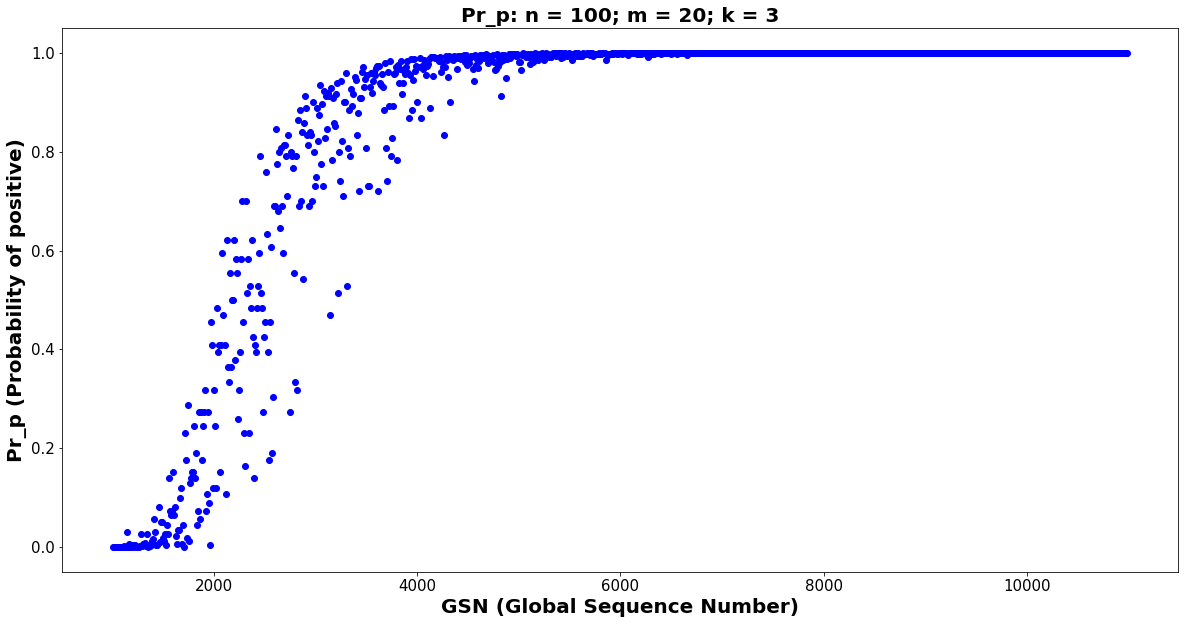 Pr_p: n = 100; m = 20; k = 3
Pr_p (Probability of positive)
1.0
0.8
0.6
0.4
0.2
0.0
2000 4000 6000 8000 10000
GSN (Global Sequence Number)